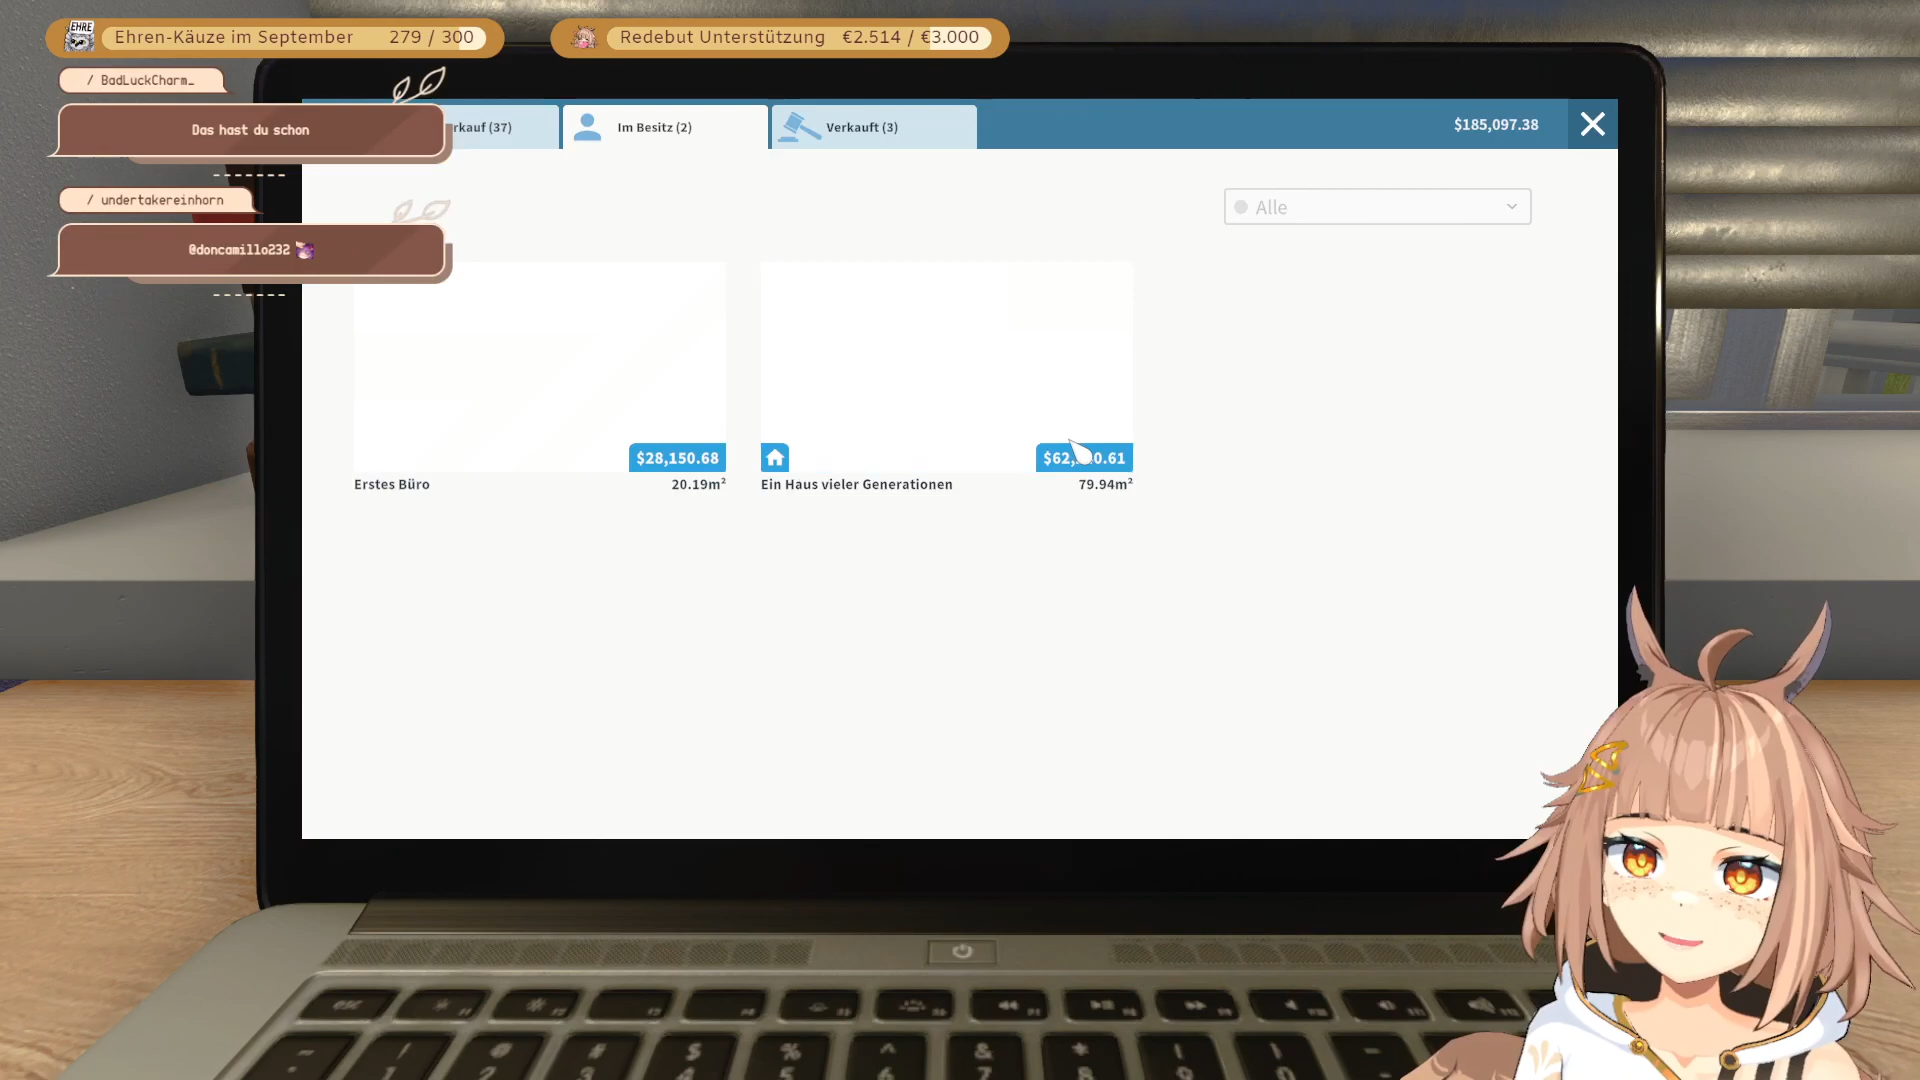 EHRE
Ehren-Käuze im September 279 / 300
Redebut Unterstützung €2.514 / €3.000
/ BadLuckCharm_
Das hast du schon
/ undertakereinhorn
@doncamillo232
rkauf (37)
Im Besitz (2)
Verkauft (3)
$185,097.38
Alle
$28,150.68
Erstes Büro 20.19m²
Ein Haus vieler Generationen 79.94m²
esc